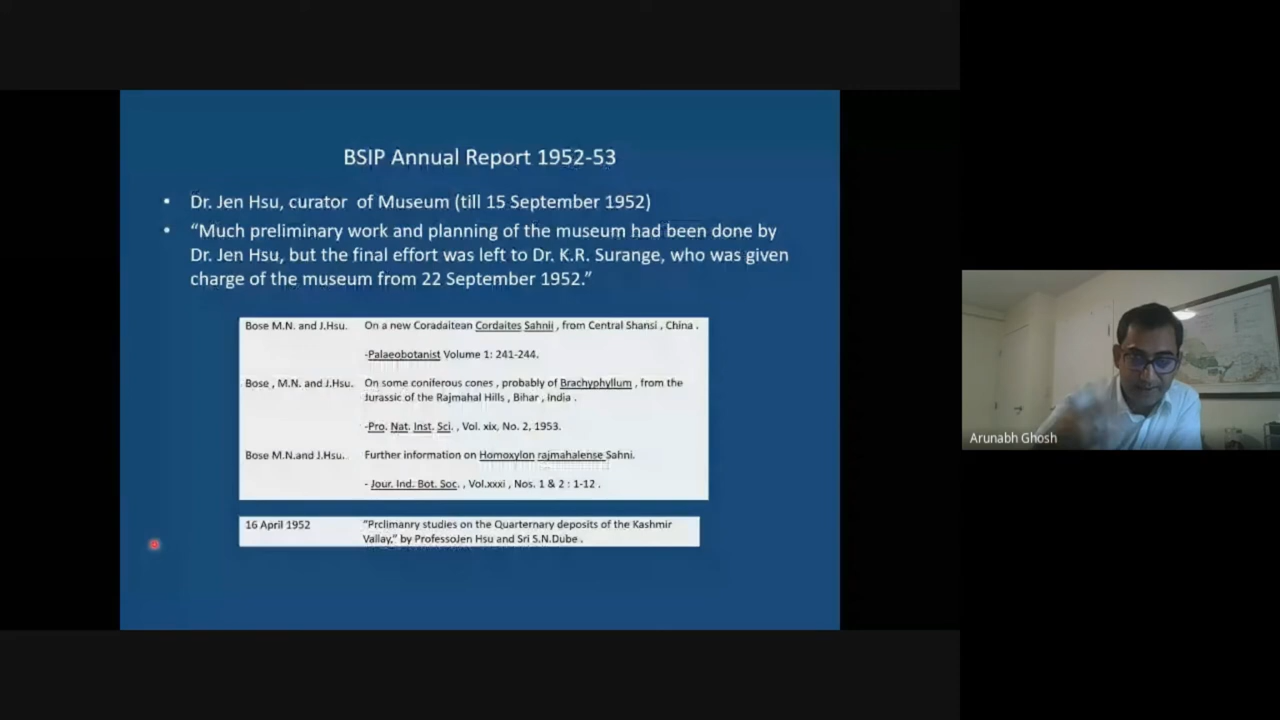 BSIP Annual Report 1952-53
• Dr. Jen Hsu, curator of Museum (till 15 September 1952)
• “Much preliminary work and planning of the museum had been done by
Dr. Jen Hsu, but the final effort was left to Dr. K.R. Surange, who was given
charge of the museum from 22 September 1952.”
Bose M.N. and J.Hsu. On a new Coradaitean Cordaites Sahnii , from Central Shansi , China .
-Palaeobotanist Volume 1: 241-244.
Bose , M.N. and J.Hsu. On some coniferous cones , probably of Brachyphyllum , from the
Jurassic of the Rajmahal Hills , Bihar , India .
-Pro. Nat. Inst. Sci. , Vol. xix, No. 2, 1953.
Bose M.N.and J.Hsu. Further information on Homoxylon rajmahalense Sahni.
- Jour. Ind. Bot. Soc. , Vol.xxxi , Nos. 1 & 2 : 1-12 .
16 April 1952 “Prclimanry studies on the Quarternary deposits of the Kashmir
Vallay,” by ProfessoJen Hsu and Sri S.N.Dube .
Arunabh Ghosh